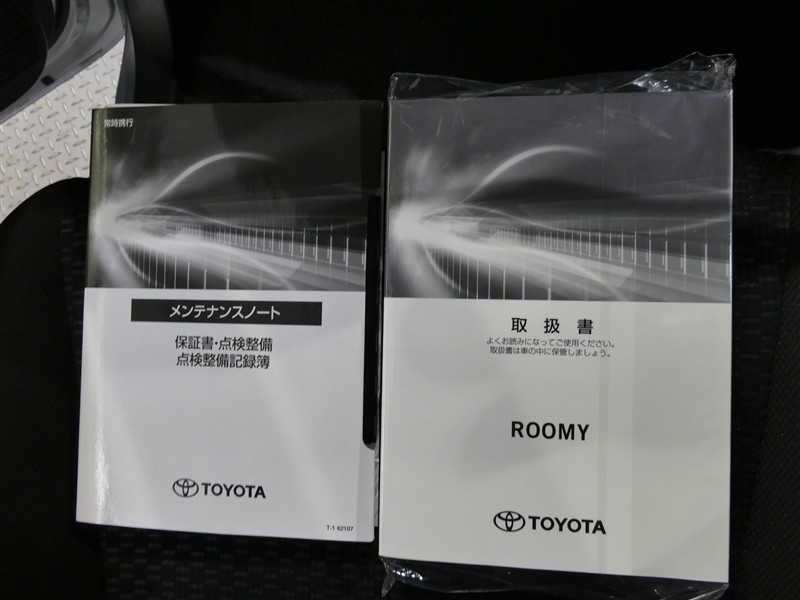 常時携行
メンテナンスノート
保証書・点検整備
点検整備記録簿
TOYOTA
T-1 62107
取扱書
よくお読みになってご使用ください。
取扱書は車の中に保管しましょう。
ROOMY
TOYOTA